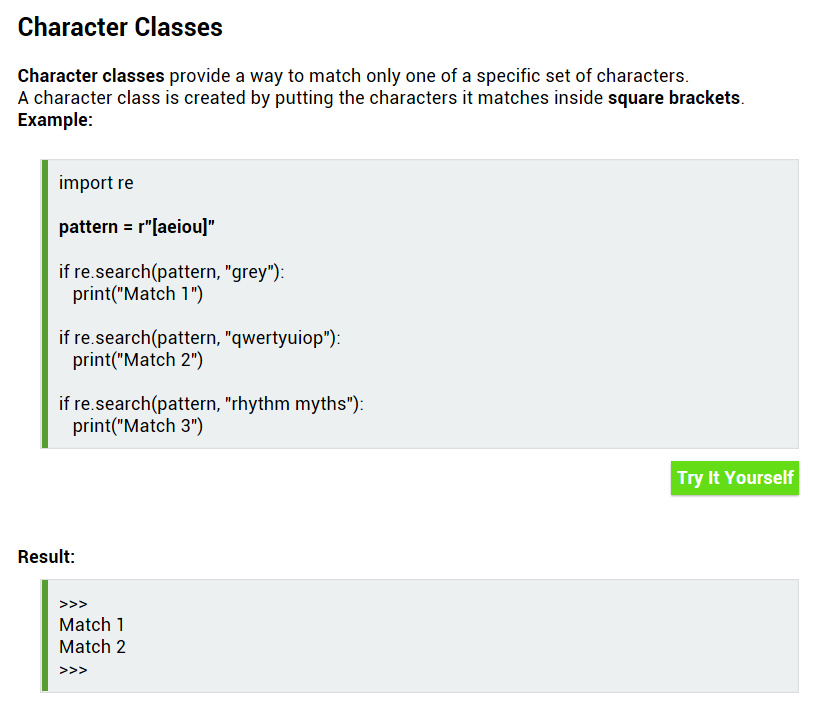 Character Classes
Character classes provide a way to match only one of a specific set of characters.
A character class is created by putting the characters it matches inside square brackets.
Example:
import re
pattern = r"[aeiou]"
if re.search(pattern, "grey"):
   print("Match 1")
if re.search(pattern, "qwertyuiop"):
   print("Match 2")
if re.search(pattern, "rhythm myths"):
   print("Match 3")
Try It Yourself
Result:
>>>
Match 1
Match 2
>>>